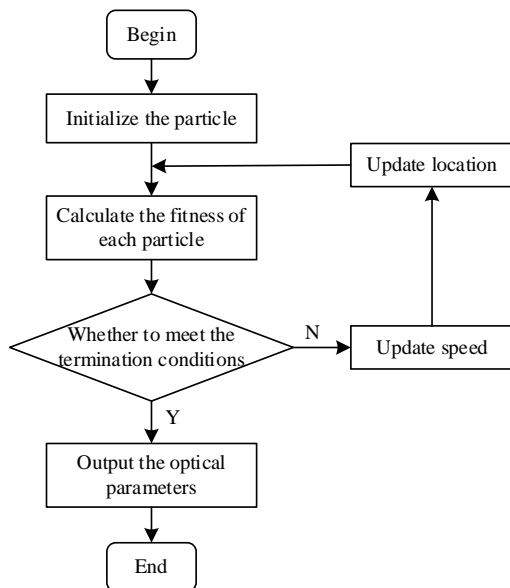 Begin
Initialize the particle
Update location
Calculate the fitness of
each particle
Whether to meet the
termination conditions
N
Update speed
Y
Output the optical
parameters
End